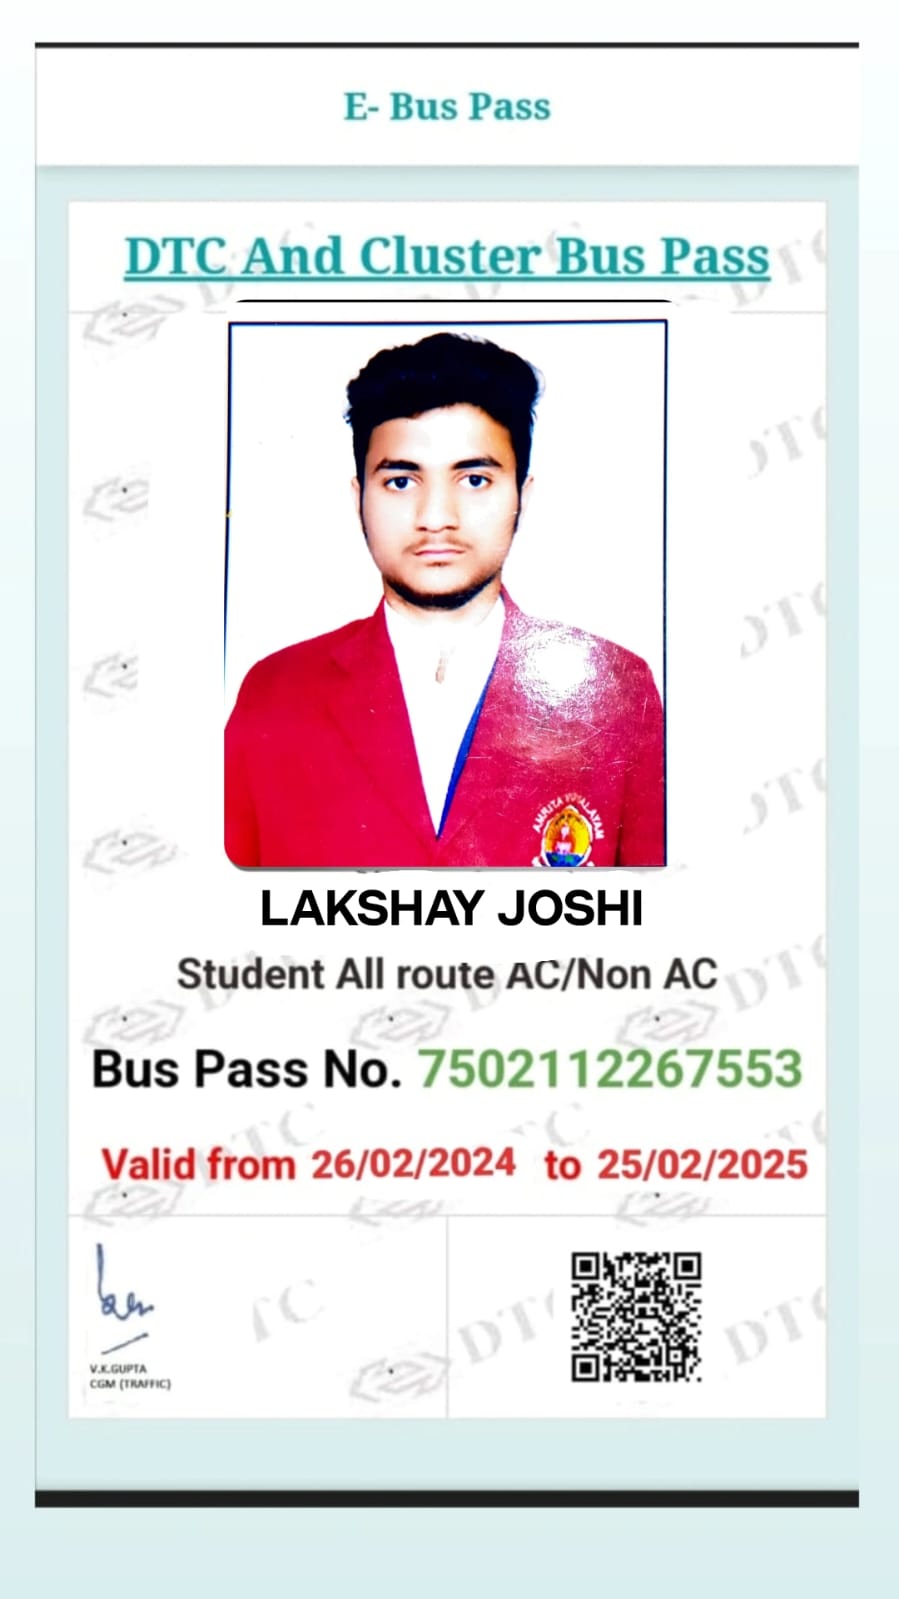 E- Bus Pass
DTC And Cluster Bus Pass
AMRITA VIDYALAYAM
LAKSHAY JOSHI
Student All route AC/Non AC
Bus Pass No. 7502112267553
Valid from 26/02/2024 to 25/02/2025
V.K.GUPTA
CGM (TRAFFIC)
DTC